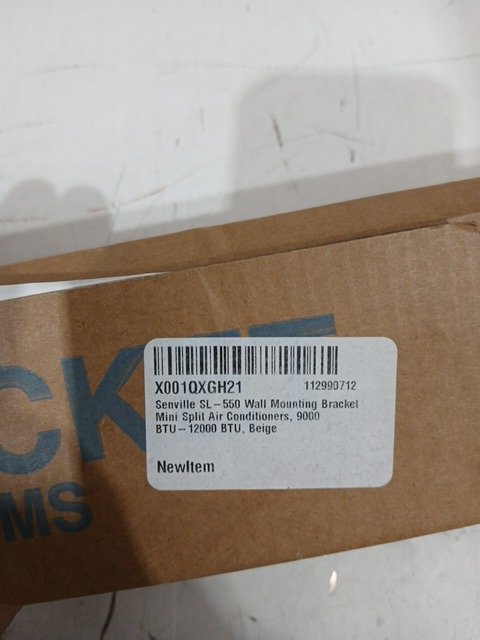 CK
MS
X001QXGH21 112990712
Senville SL-550 Wall Mounting Bracket
Mini Split Air Conditioners, 9000
BTU-12000 BTU, Beige
NewItem